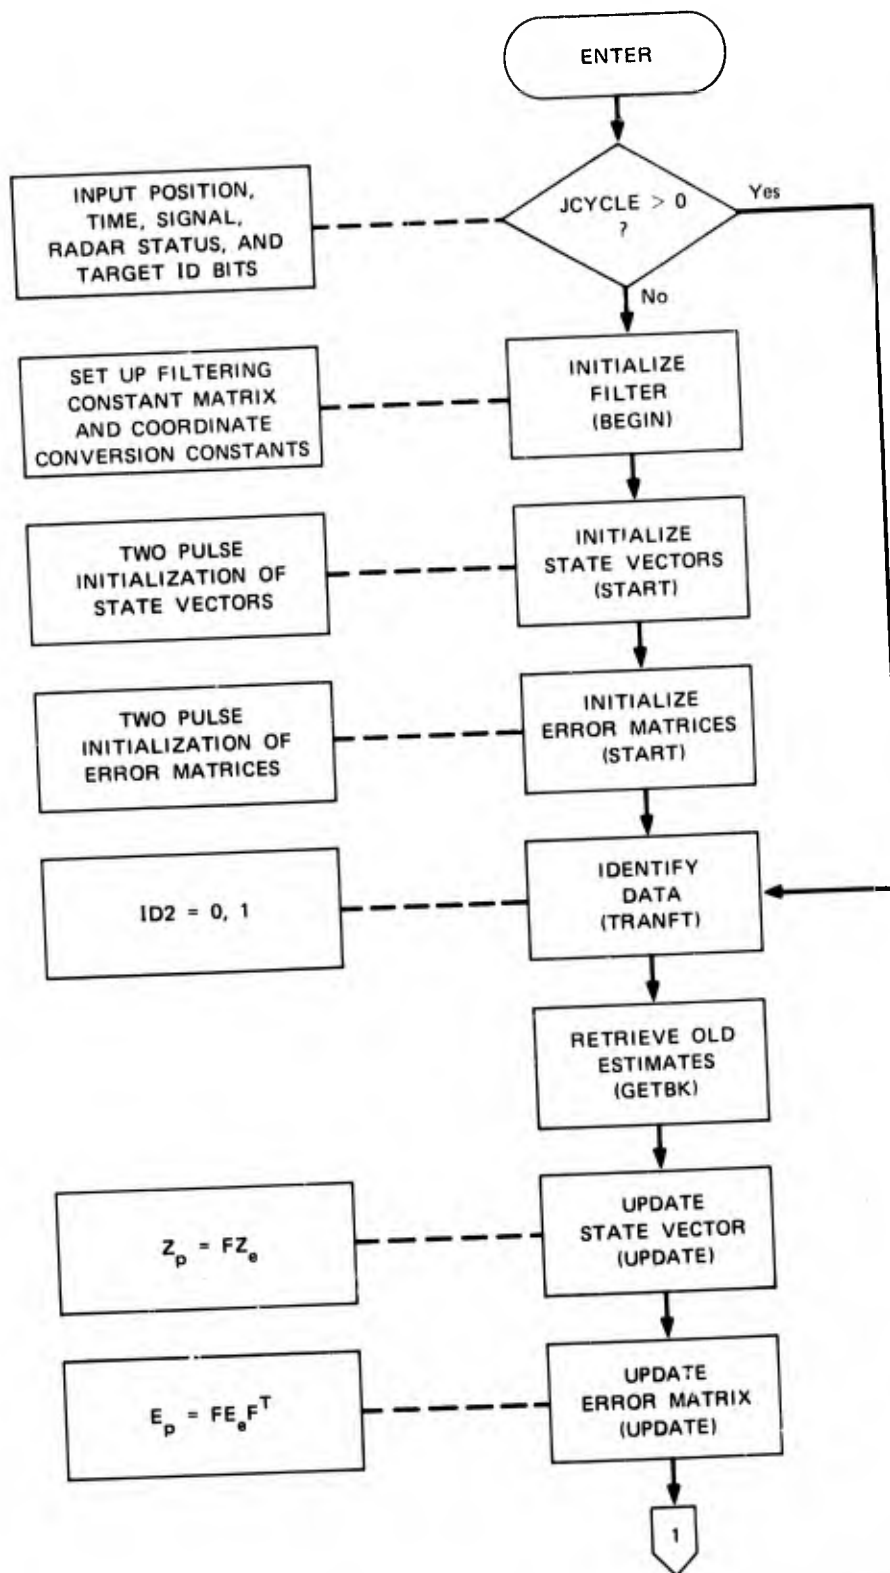 ENTER
INPUT POSITION,
TIME, SIGNAL,
RADAR STATUS, AND
TARGET ID BITS
JCYCLE > 0
?
Yes
No
SET UP FILTERING
CONSTANT MATRIX
AND COORDINATE
CONVERSION CONSTANTS
INITIALIZE
FILTER
(BEGIN)
TWO PULSE
INITIALIZATION OF
STATE VECTORS
INITIALIZE
STATE VECTORS
(START)
TWO PULSE
INITIALIZATION OF
ERROR MATRICES
INITIALIZE
ERROR MATRICES
(START)
ID2 = 0, 1
IDENTIFY
DATA
(TRANFT)
RETRIEVE OLD
ESTIMATES
(GETBK)
Z_p = FZ_e
UPDATE
STATE VECTOR
(UPDATE)
E_p = FE_eF^T
UPDATE
ERROR MATRIX
(UPDATE)
1